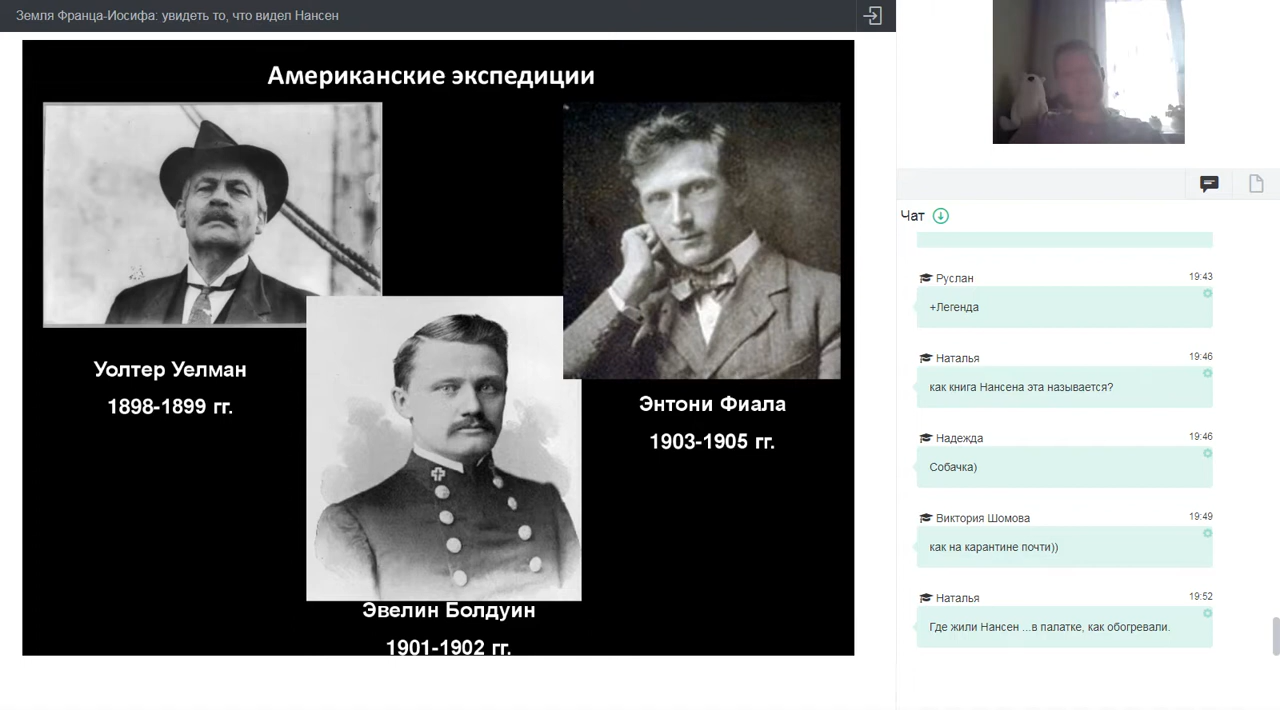 Земля Франца-Иосифа: увидеть то, что видел Нансен
Американские экспедиции
Уолтер Уелман
1898-1899 гг.
Энтони Фиала
1903-1905 гг.
Эвелин Болдуин
1901-1902 гг.
Чат
Руслан 19:43
+Легенда
Наталья 19:46
как книга Нансена эта называется?
Надежда 19:46
Собачка)
Виктория Шомова 19:49
как на карантине почти))
Наталья 19:52
Где жили Нансен ...в палатке, как обогревали.